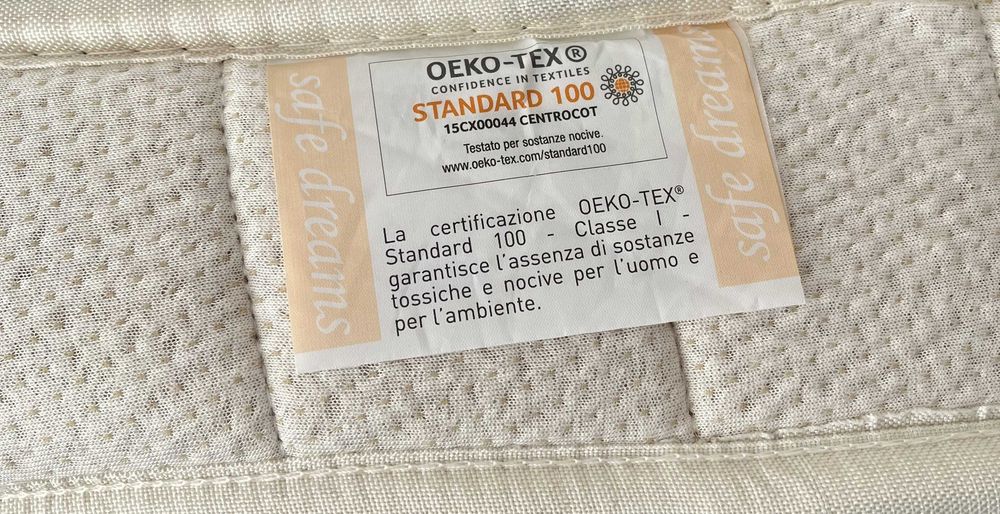 OEKO-TEX®
CONFIDENCE IN TEXTILES
STANDARD 100
15CX00044 CENTROCOT
Testato per sostanze nocive.
www.oeko-tex.com/standard100
La certificazione OEKO-TEX®
Standard 100 - Classe I -
garantisce l'assenza di sostanze
tossiche e nocive per l'uomo e
per l'ambiente.
safe dreams
safe dreams